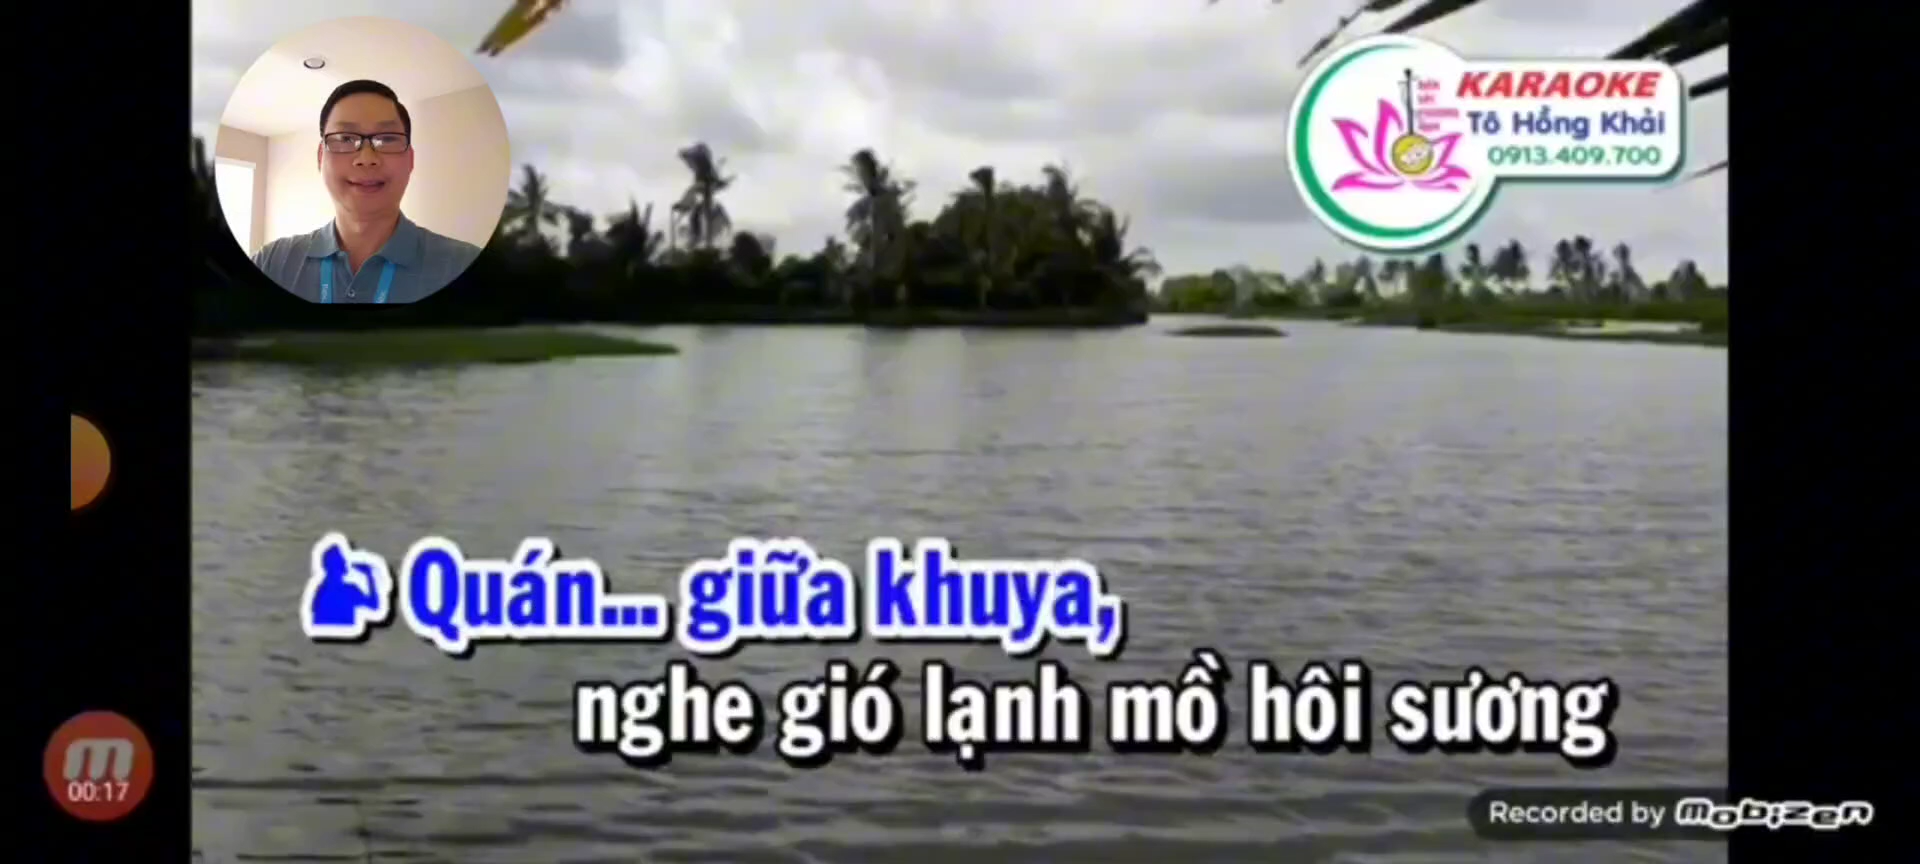 KARAOKE
Tô Hồng Khải
0913.409.700
Quán... giữa khuya,
nghe gió lạnh mồ hôi sương
00:17
Recorded by mobizen